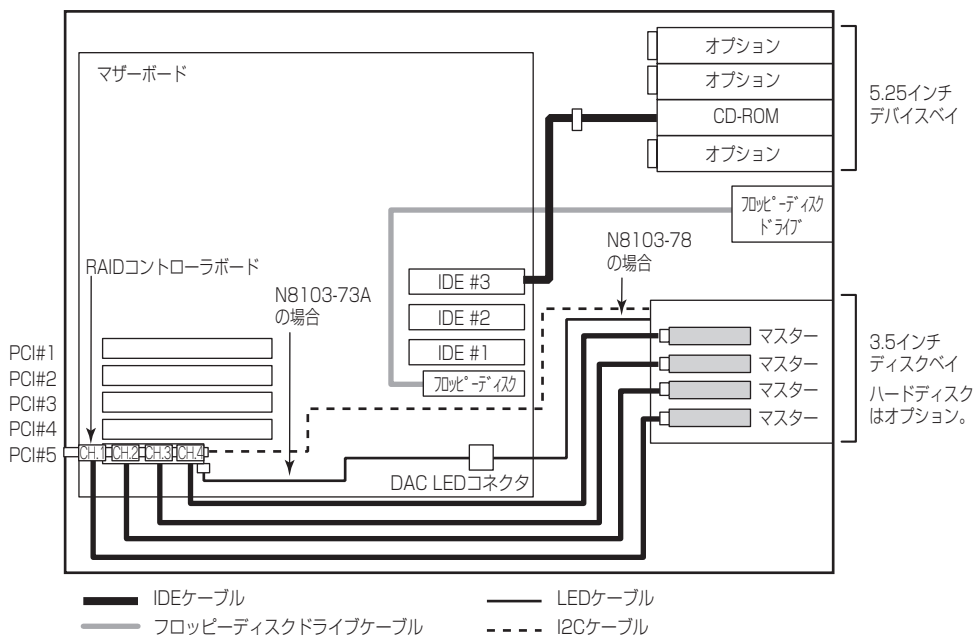 マザーボード
オプション
オプション
CD-ROM
オプション
5.25インチ
デバイスベイ
フロッピーディスク
ドライブ
N8103-78
の場合
RAIDコントローラボード
N8103-73A
の場合
IDE #3
IDE #2
IDE #1
フロッピーディスク
マスター
マスター
マスター
マスター
3.5インチ
ディスクベイ
ハードディスク
はオプション。
PCI#1
PCI#2
PCI#3
PCI#4
PCI#5
CH.1 CH.2 CH.3 CH.4
DAC LEDコネクタ
IDEケーブル
LEDケーブル
フロッピーディスクドライブケーブル
I2Cケーブル